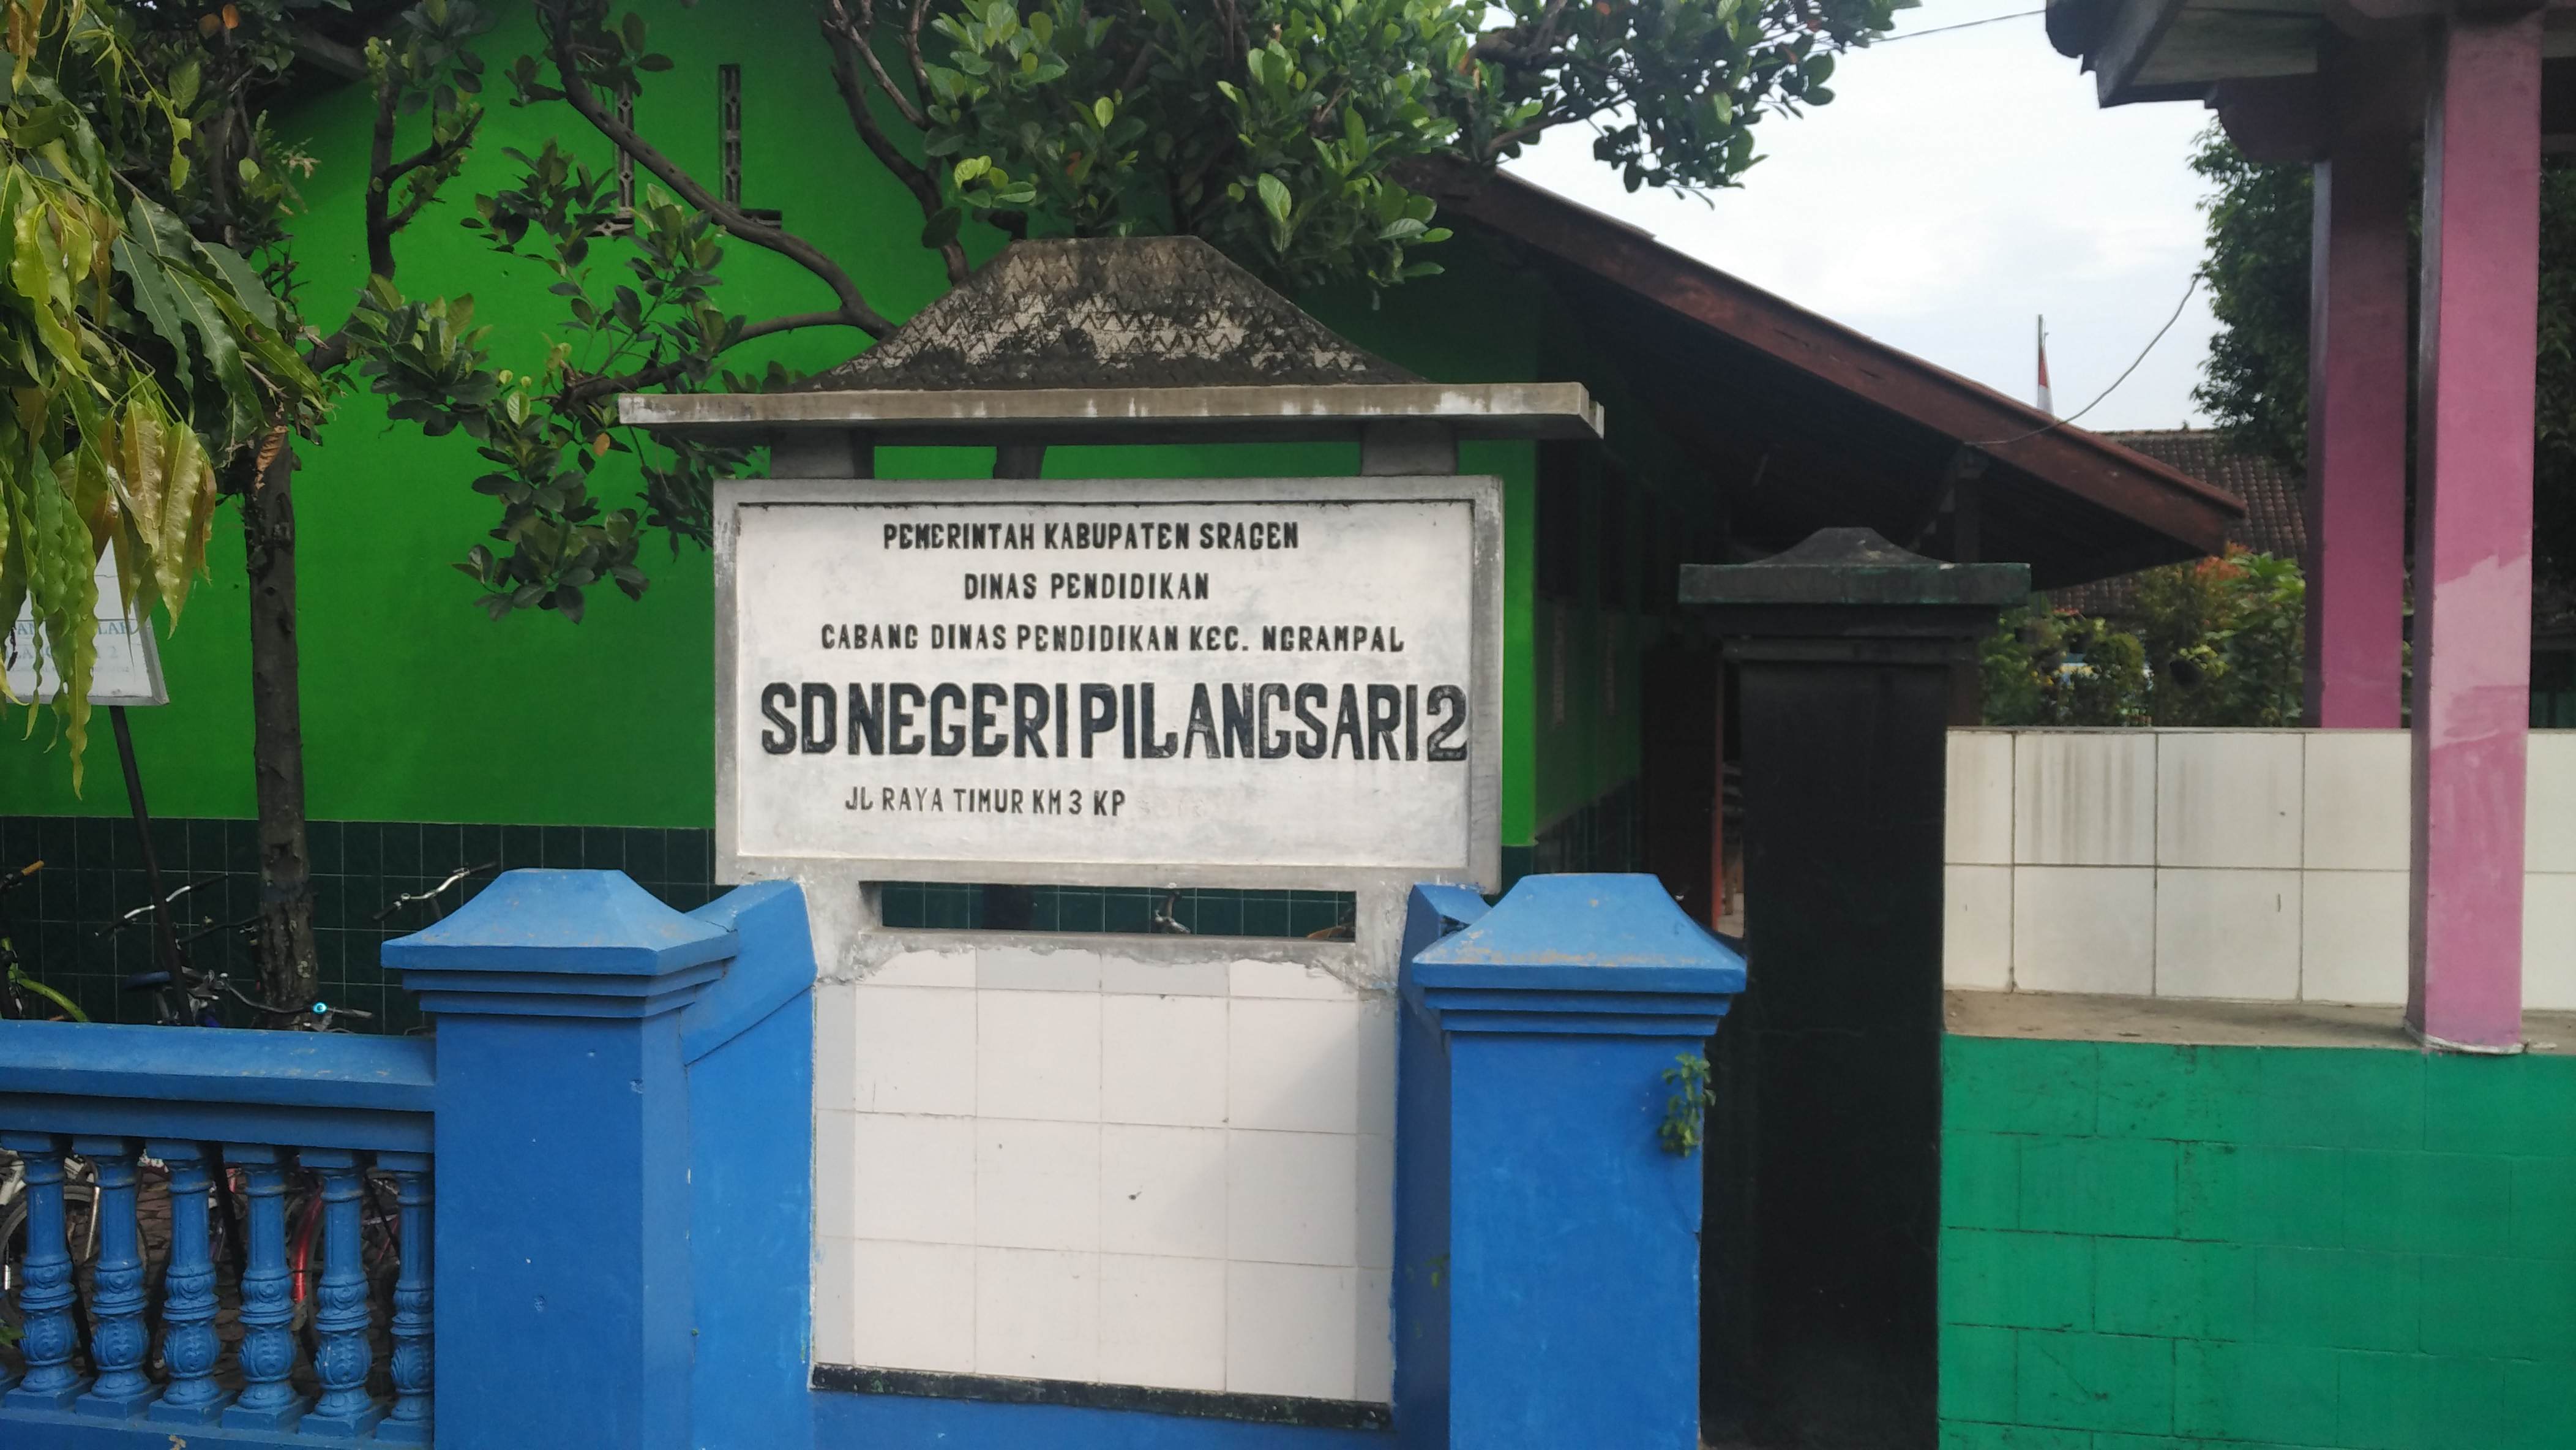 PEMERINTAH KABUPATEN SRAGEN
DINAS PENDIDIKAN
CABANG DINAS PENDIDIKAN KEC. NGRAMPAL
SD NEGERI PILANGSARI 2
JL RAYA TIMUR KM 3 KP